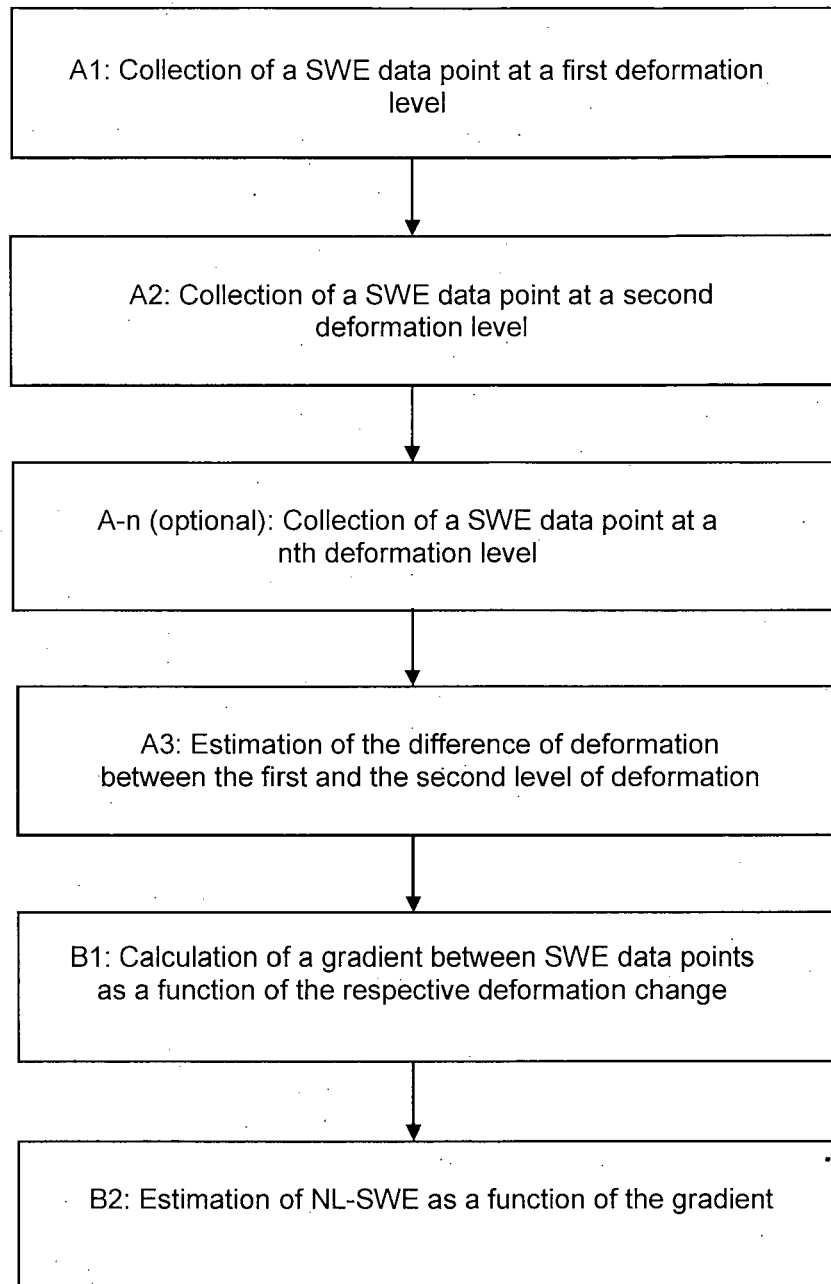 A1: Collection of a SWE data point at a first deformation
level
A2: Collection of a SWE data point at a second
deformation level
A-n (optional): Collection of a SWE data point at a
nth deformation level
A3: Estimation of the difference of deformation
between the first and the second level of deformation
B1: Calculation of a gradient between SWE data points
as a function of the respective deformation change
B2: Estimation of NL-SWE as a function of the gradient